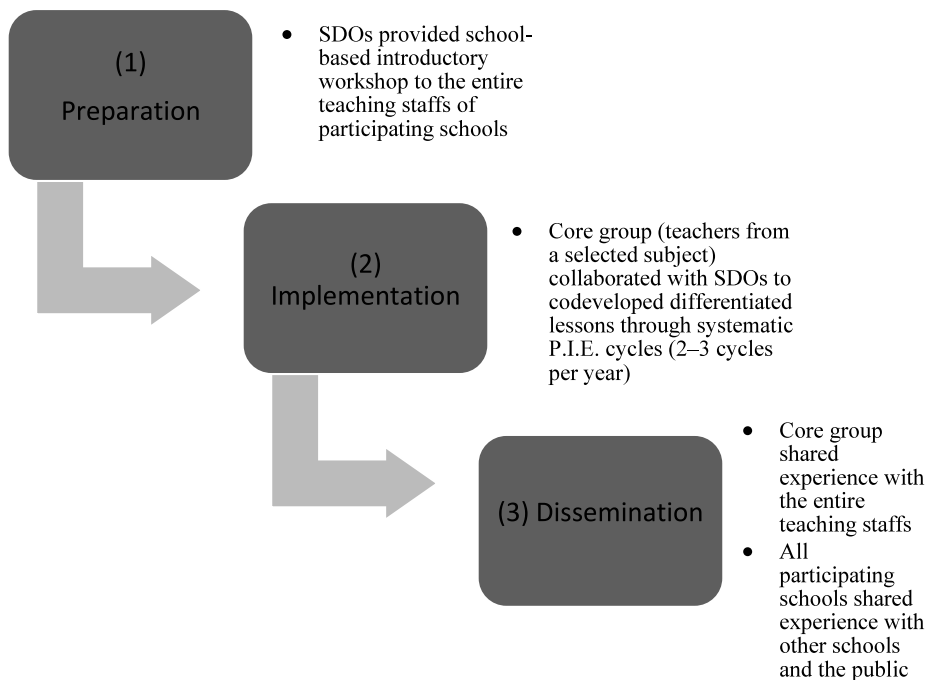 (1)
Preparation
• SDOs provided school-
based introductory
workshop to the entire
teaching staffs of
participating schools
(2)
Implementation
• Core group (teachers from
a selected subject)
collaborated with SDOs to
codeveloped differentiated
lessons through systematic
P.I.E. cycles (2–3 cycles
per year)
(3) Dissemination
• Core group
shared
experience with
the entire
teaching staffs
• All
participating
schools shared
experience with
other schools
and the public